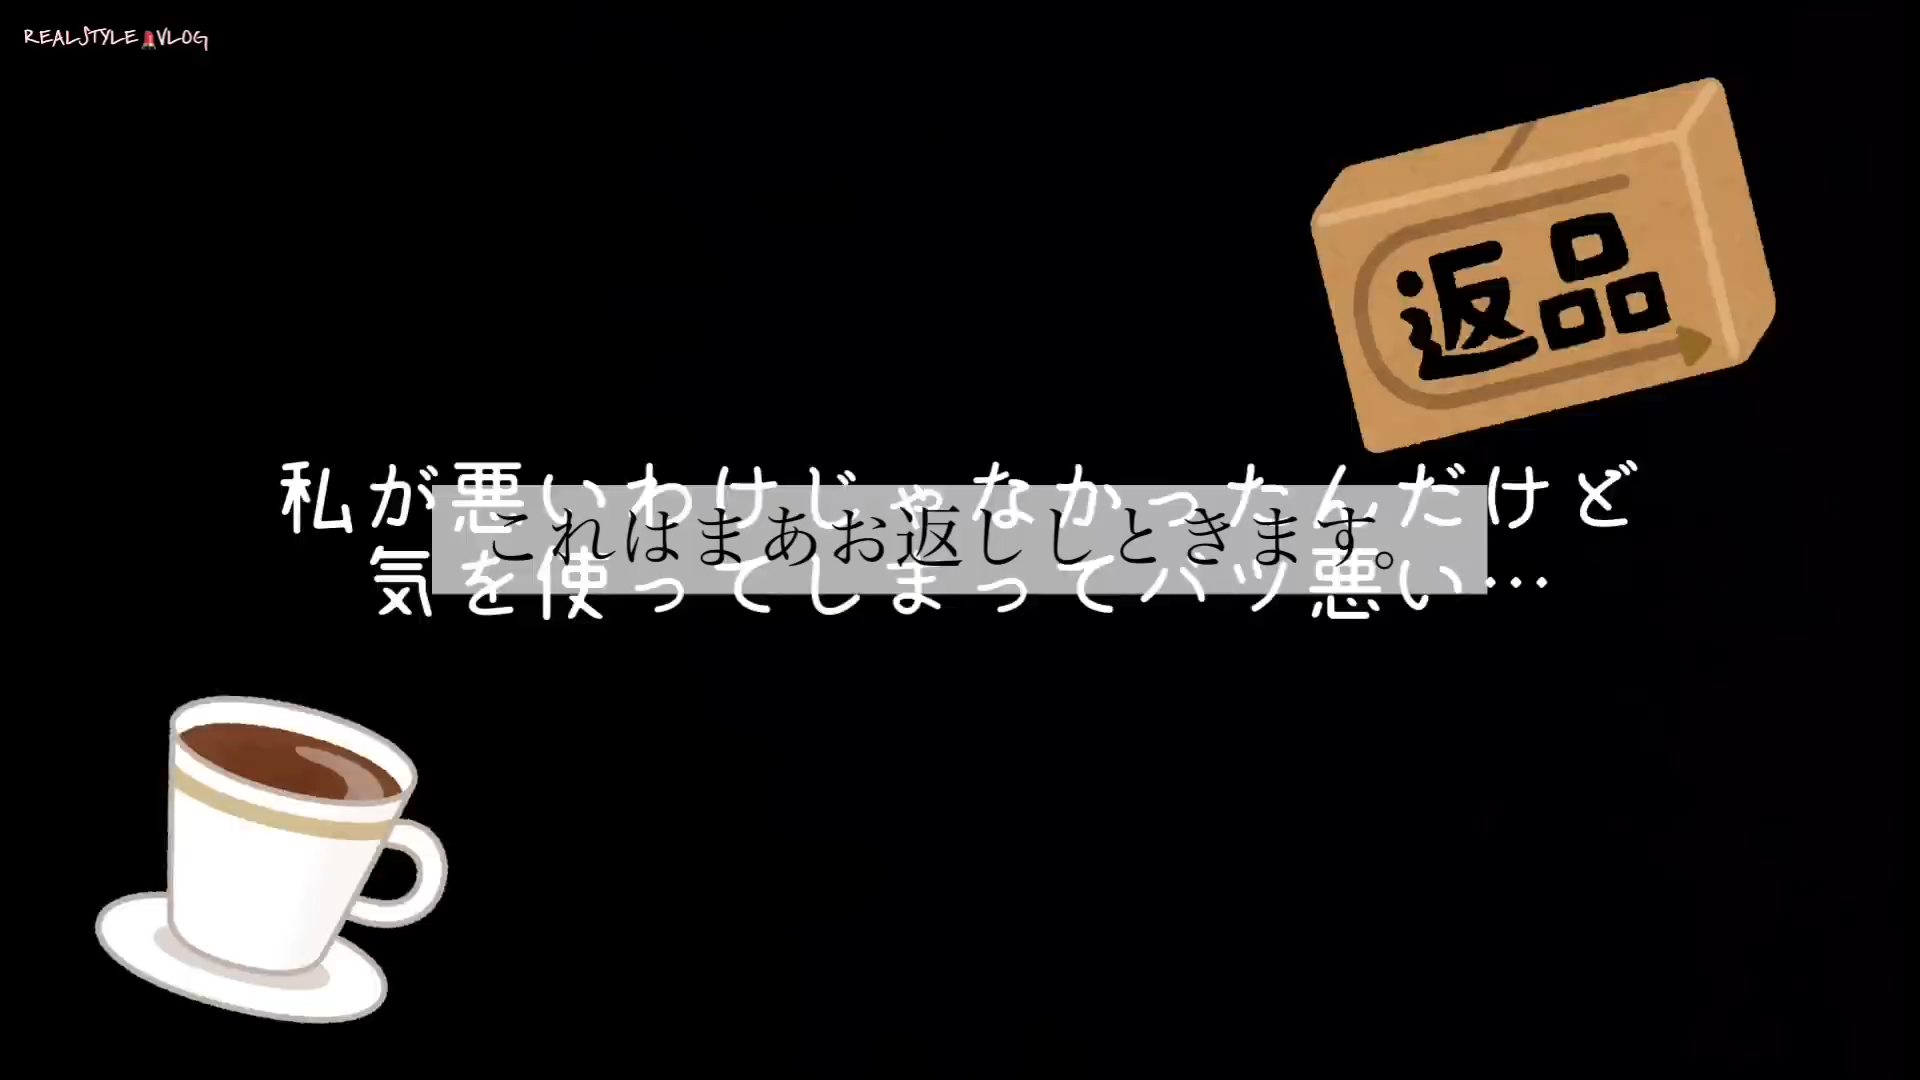 REALSTYLE🚨VLOG
返品
私が悪いわけじゃなかったんだけど
これはまあお返ししときます。
気を使ってしまってバツ悪い…